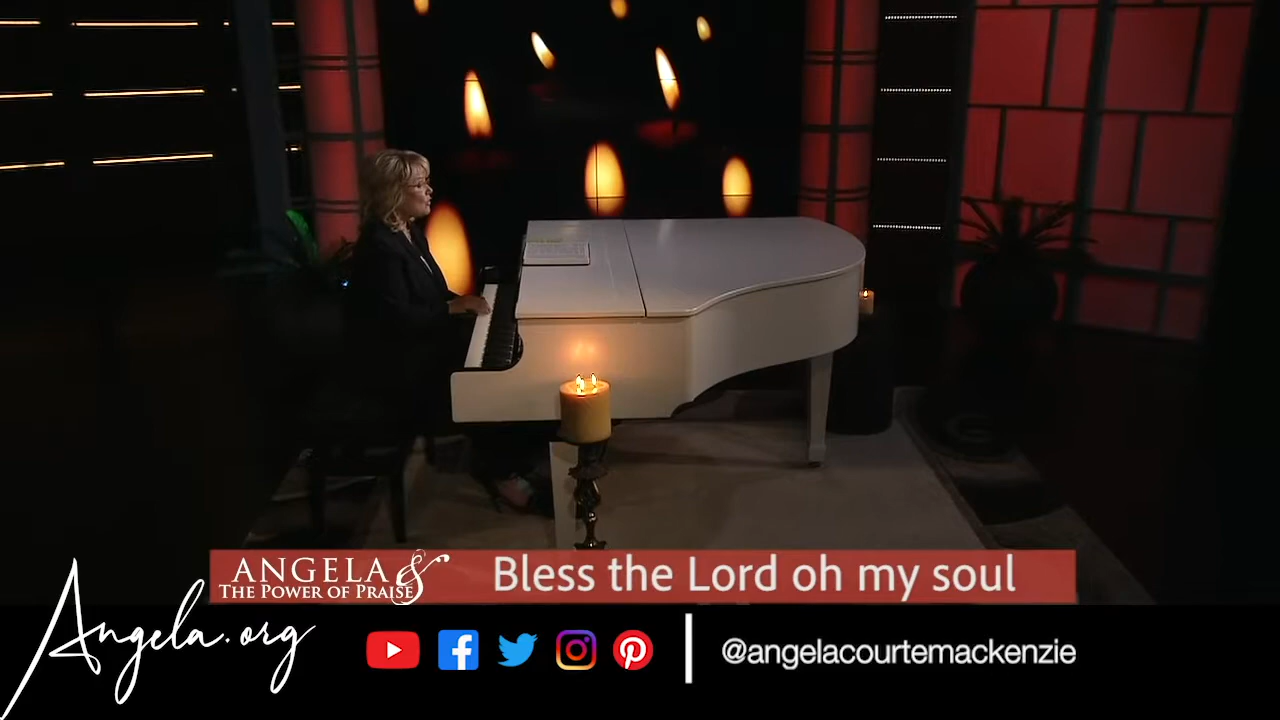 ANGELA &
THE POWER OF PRAISE
Bless the Lord oh my soul
Angela.org
@angelacourtemackenzie